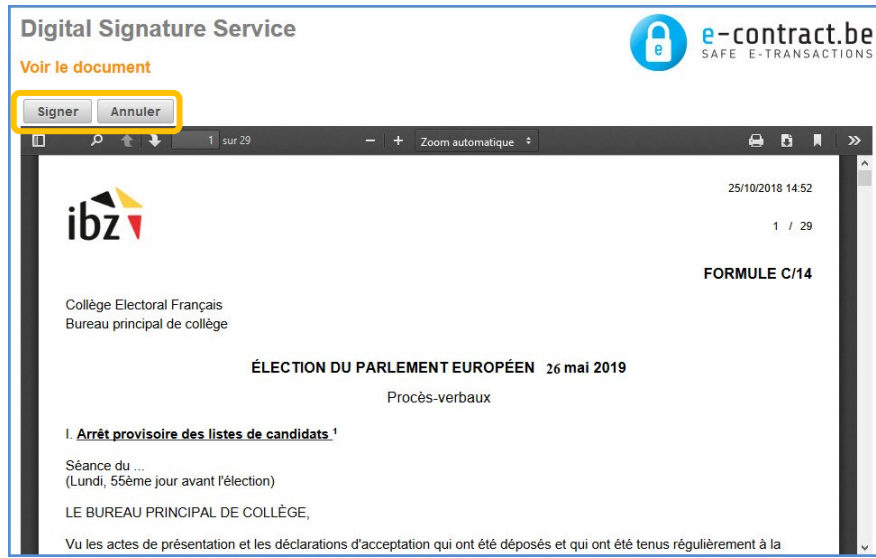 Digital Signature Service
e-contract.be
SAFE E-TRANSACTIONS
e
Voir le document
Signer Annuler
1 sur 29 Zoom automatique
25/10/2018 14:52
ibz
1 / 29
FORMULE C/14
Collège Electoral Français
Bureau principal de collège
ÉLECTION DU PARLEMENT EUROPÉEN 26 mai 2019
Procès-verbaux
I. Arrêt provisoire des listes de candidats 1
Séance du ...
(Lundi, 55ème jour avant l'élection)
LE BUREAU PRINCIPAL DE COLLÈGE,
Vu les actes de présentation et les déclarations d'acceptation qui ont été déposés et qui ont été tenus régulièrement à la